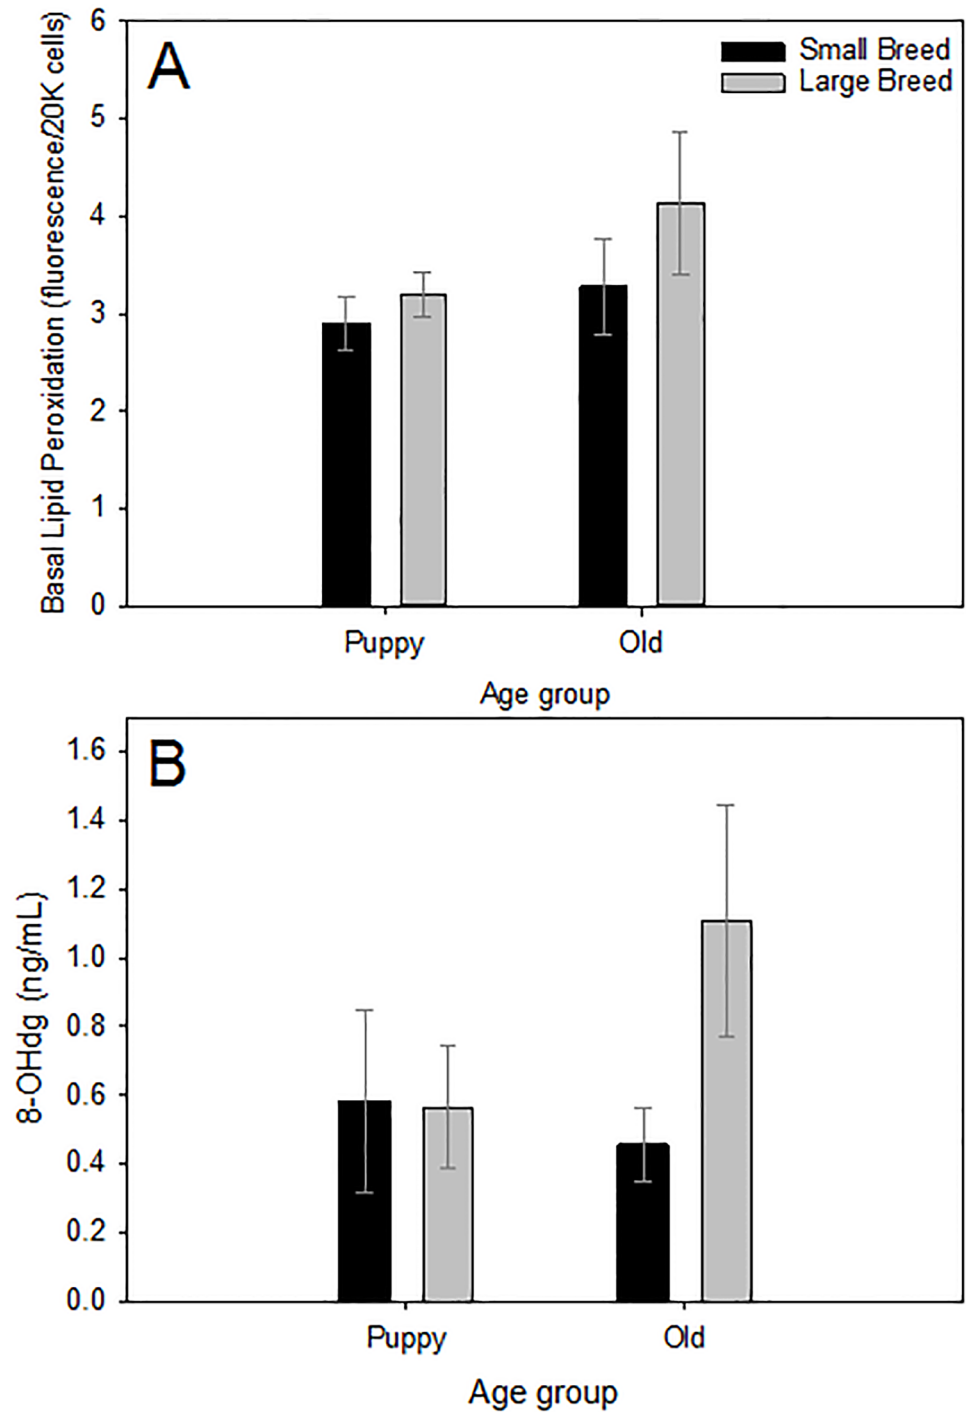 A
Small Breed
Large Breed
Basal Lipid Peroxidation (fluorescence/20K cells)
6
5
4
3
2
1
0
Puppy Old
Age group
B
8-OHdg (ng/mL)
1.6
1.4
1.2
1.0
0.8
0.6
0.4
0.2
0.0
Puppy Old
Age group